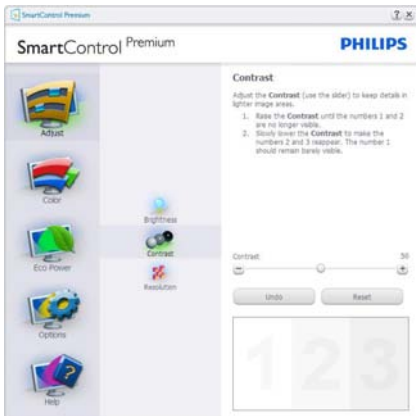 SmartControl Premium
SmartControl Premium
PHILIPS
Adjust
Color
Eco Power
Options
Help
Brightness
Contrast
Resolution
Contrast
Adjust the Contrast (use the slider) to keep details in
lighter image areas.
1. Raise the Contrast until the numbers 1 and 2
are no longer visible.
2. Slowly lower the Contrast to make the
numbers 2 and 3 reappear. The number 1
should remain barely visible.
Contrast 50
Undo Reset
1 2 3